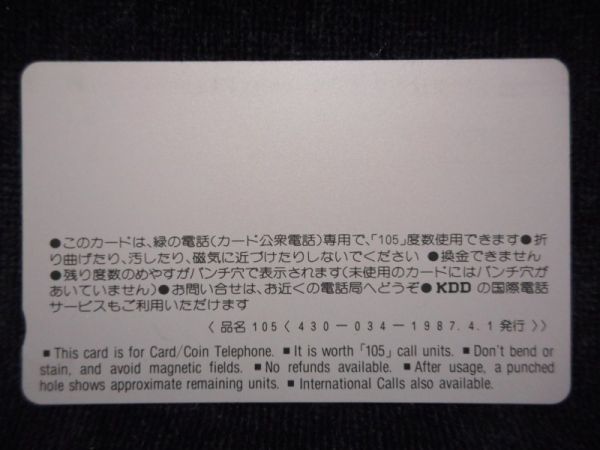 ●このカードは、緑の電話(カード公衆電話)専用で、「105」度数使用できます●折
り曲げたり、汚したり、磁気に近づけたりしないでください ●換金できません
●残り度数のめやすがパンチ穴で表示されます(未使用のカードにはパンチ穴が
あいていません)●お問い合せは、お近くの電話局へどうぞ●KDDの国際電話
サービスもご利用いただけます
〈品名105〈430－034－1987.4.1発行〉〉
■ This card is for Card/Coin Telephone. ■ It is worth「105」call units. ■ Don't bend or
stain, and avoid magnetic fields. ■ No refunds available. ■ After usage, a punched
hole shows approximate remaining units. ■ International Calls also available.